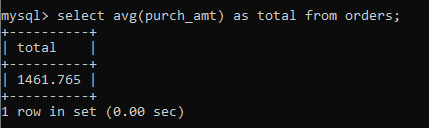 mysql> select avg(purch_amt) as total from orders;
+----------+
| total    |
+----------+
| 1461.765 |
+----------+
1 row in set (0.00 sec)